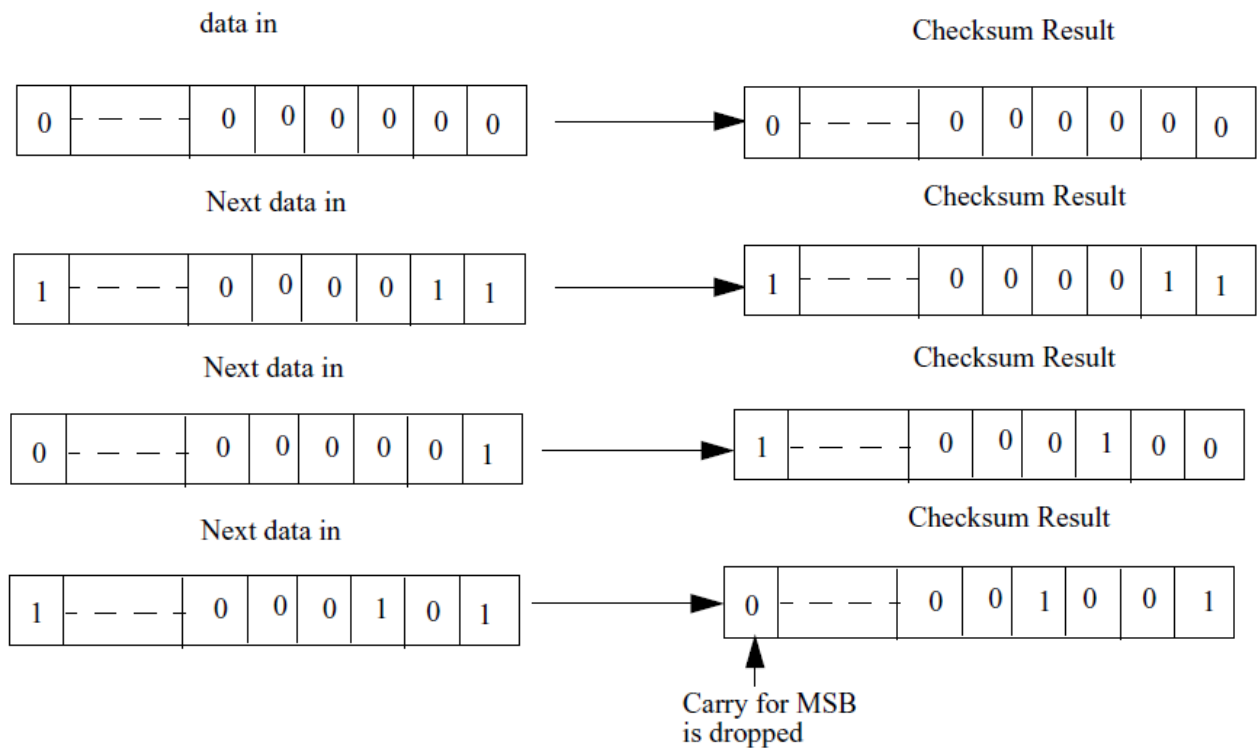 data in
Checksum Result
0 0 0 0 0 0 0
0 0 0 0 0 0 0
Next data in
Checksum Result
1 0 0 0 0 1 1
1 0 0 0 0 1 1
Next data in
Checksum Result
0 0 0 0 0 0 1
1 0 0 0 1 0 0
Next data in
Checksum Result
1 0 0 0 1 0 1
0 0 0 1 0 0 1
Carry for MSB
is dropped